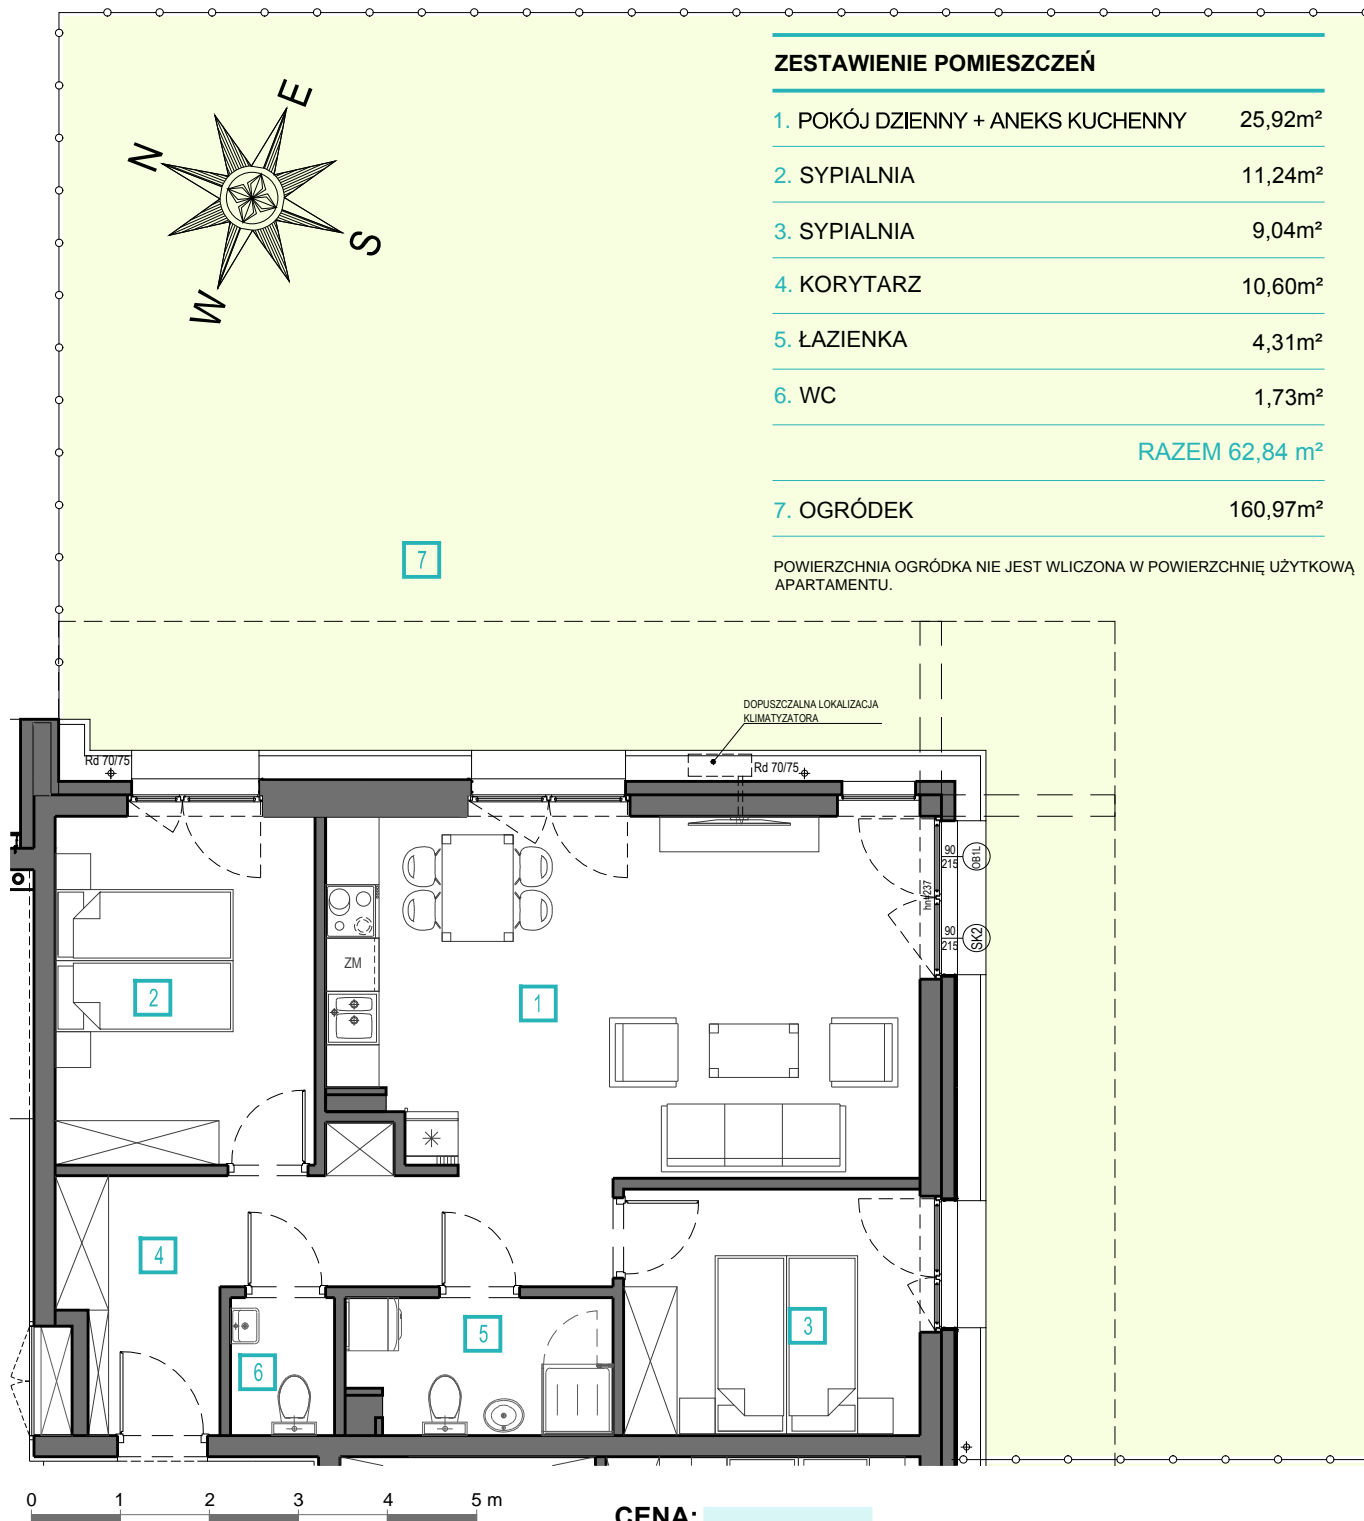 ZESTAWIENIE POMIESZCZEŃ
1. POKÓJ DZIENNY + ANEKS KUCHENNY 25,92m²
2. SYPIALNIA 11,24m²
3. SYPIALNIA 9,04m²
4. KORYTARZ 10,60m²
5. ŁAZIENKA 4,31m²
6. WC 1,73m²
RAZEM 62,84 m²
7. OGRÓDEK 160,97m²
POWIERZCHNIA OGRÓDKA NIE JEST WLICZONA W POWIERZCHNIĘ UŻYTKOWĄ
APARTAMENTU.
E
N
S
W
7
DOPUSZCZALNA LOKALIZACJA
KLIMATYZATORA
Rd 70/75
Rd 70/75
90
215
OB1L
90
215
SK2
ZM
2
1
4
3
5
6
0 1 2 3 4 5 m
CENA: